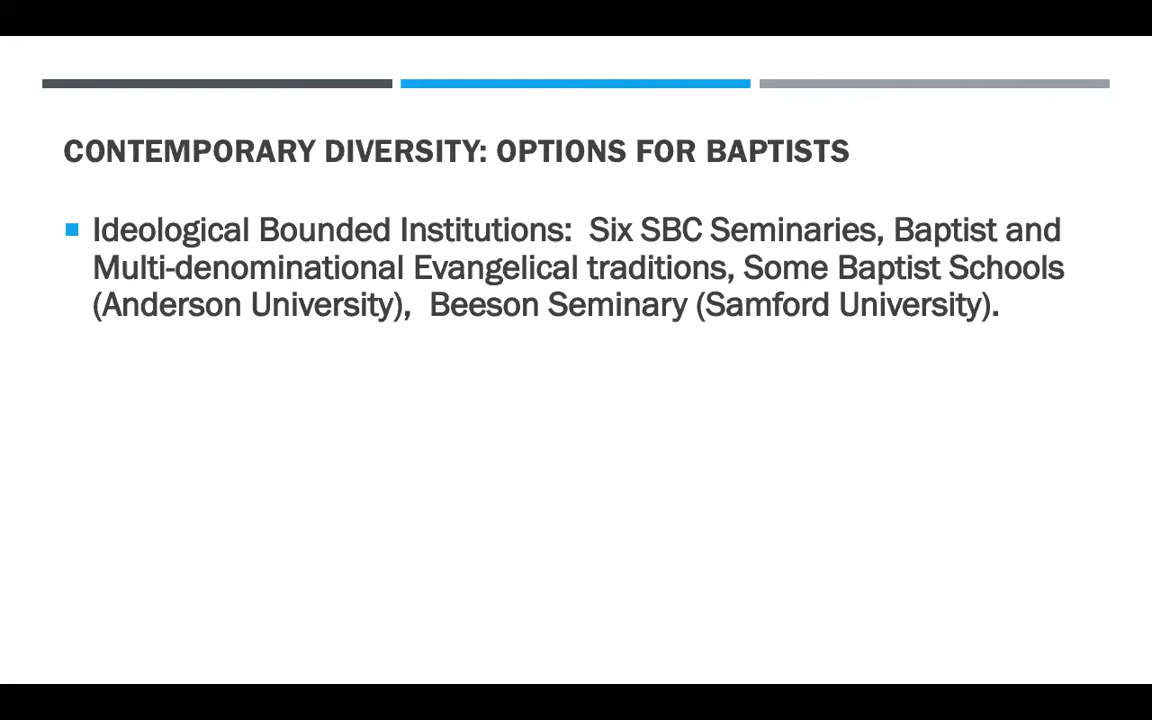 CONTEMPORARY DIVERSITY: OPTIONS FOR BAPTISTS
Ideological Bounded Institutions:  Six SBC Seminaries, Baptist and
Multi-denominational Evangelical traditions, Some Baptist Schools
(Anderson University),  Beeson Seminary (Samford University).